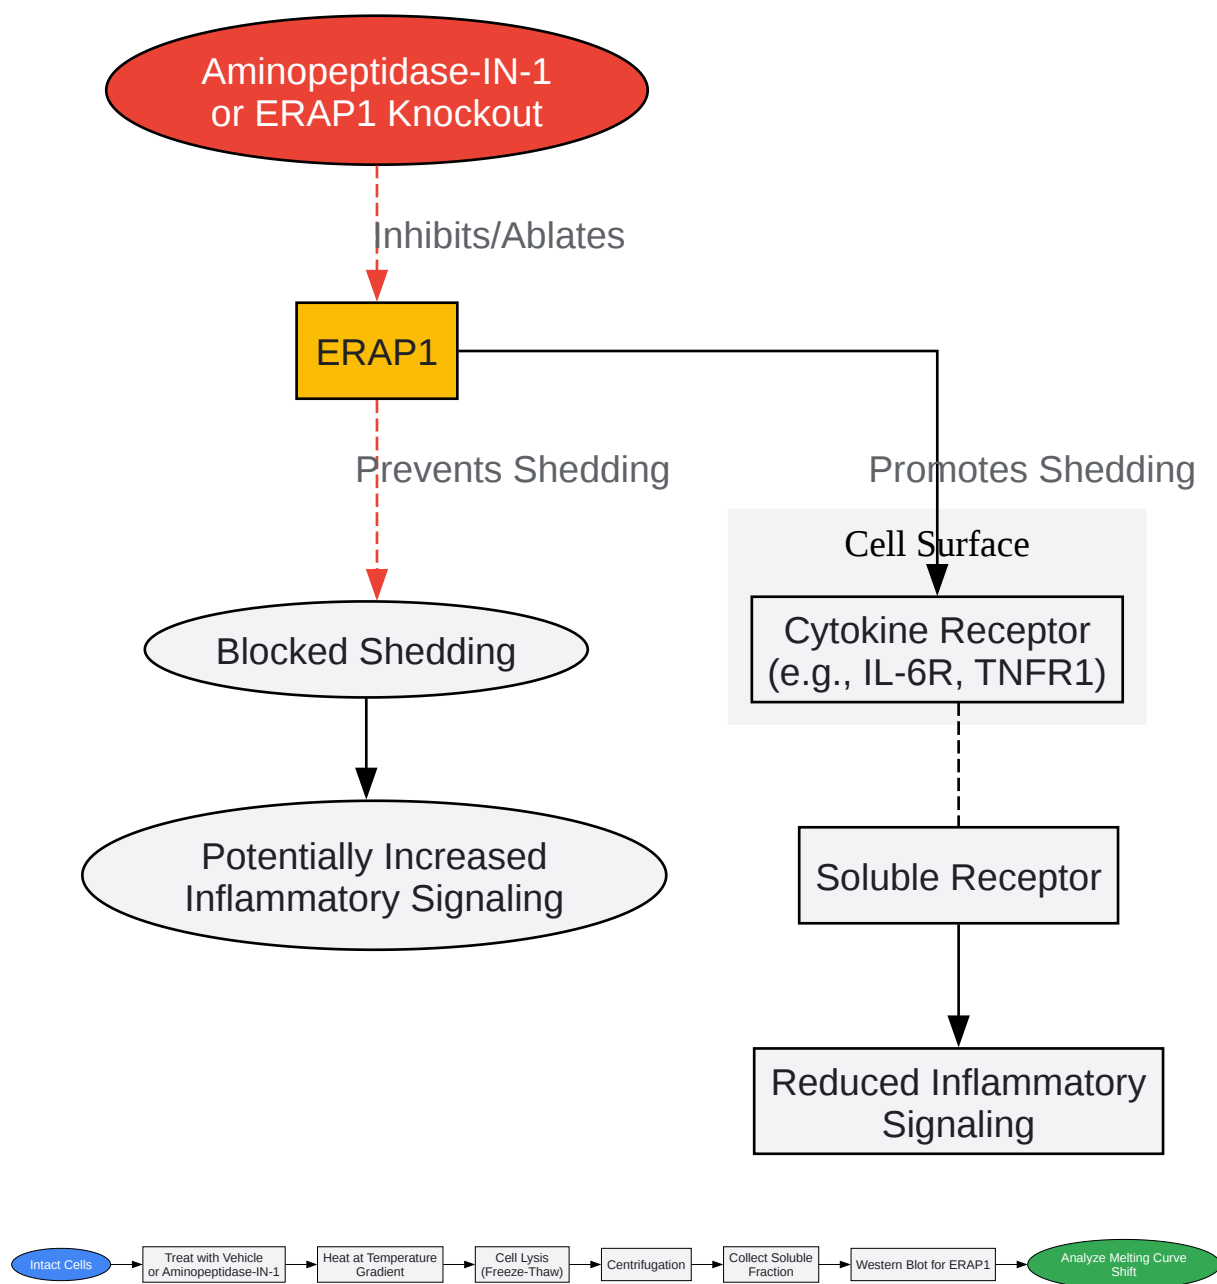 Aminopeptidase-IN-1
or ERAP1 Knockout
Inhibits/Ablates
ERAP1
Prevents Shedding
Promotes Shedding
Cell Surface
Cytokine Receptor
(e.g., IL-6R, TNFR1)
Blocked Shedding
Potentially Increased
Inflammatory Signaling
Soluble Receptor
Reduced Inflammatory
Signaling
Intact Cells
Treat with Vehicle
or Aminopeptidase-IN-1
Heat at Temperature
Gradient
Cell Lysis
(Freeze-Thaw)
Centrifugation
Collect Soluble
Fraction
Western Blot for ERAP1
Analyze Melting Curve
Shift